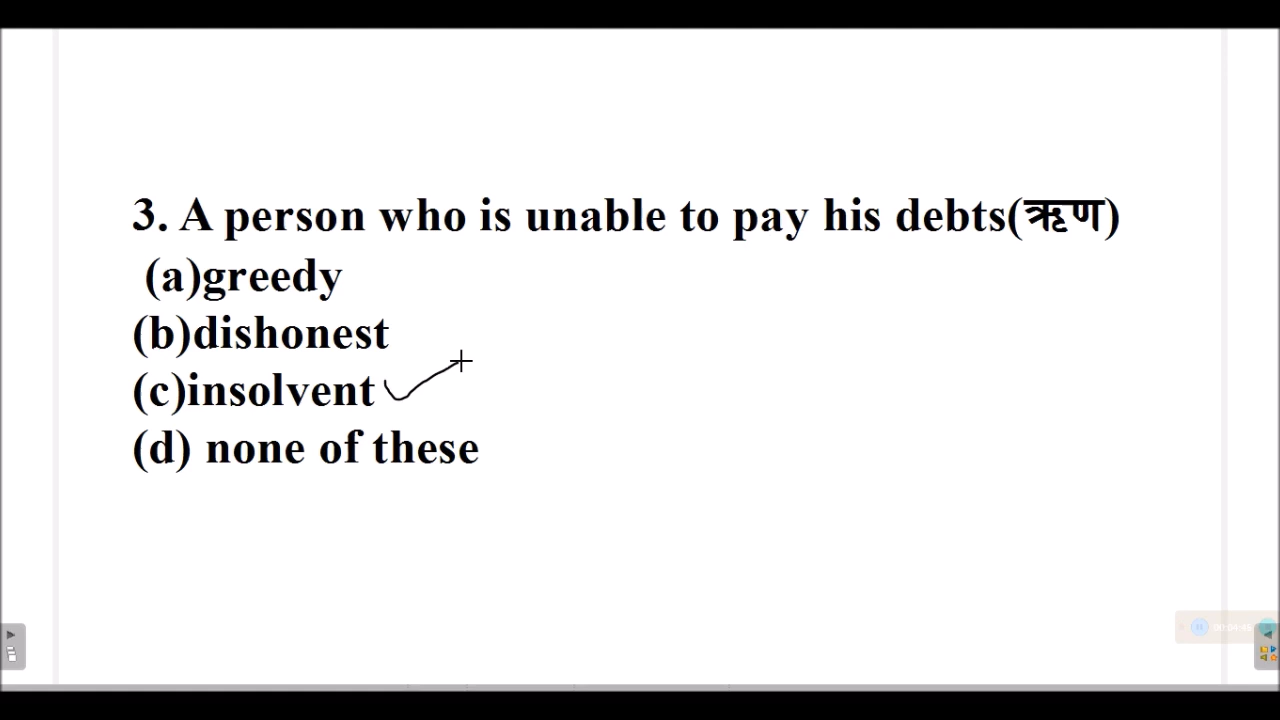 3. A person who is unable to pay his debts(ऋण)
(a)greedy
(b)dishonest
(c)insolvent
(d) none of these